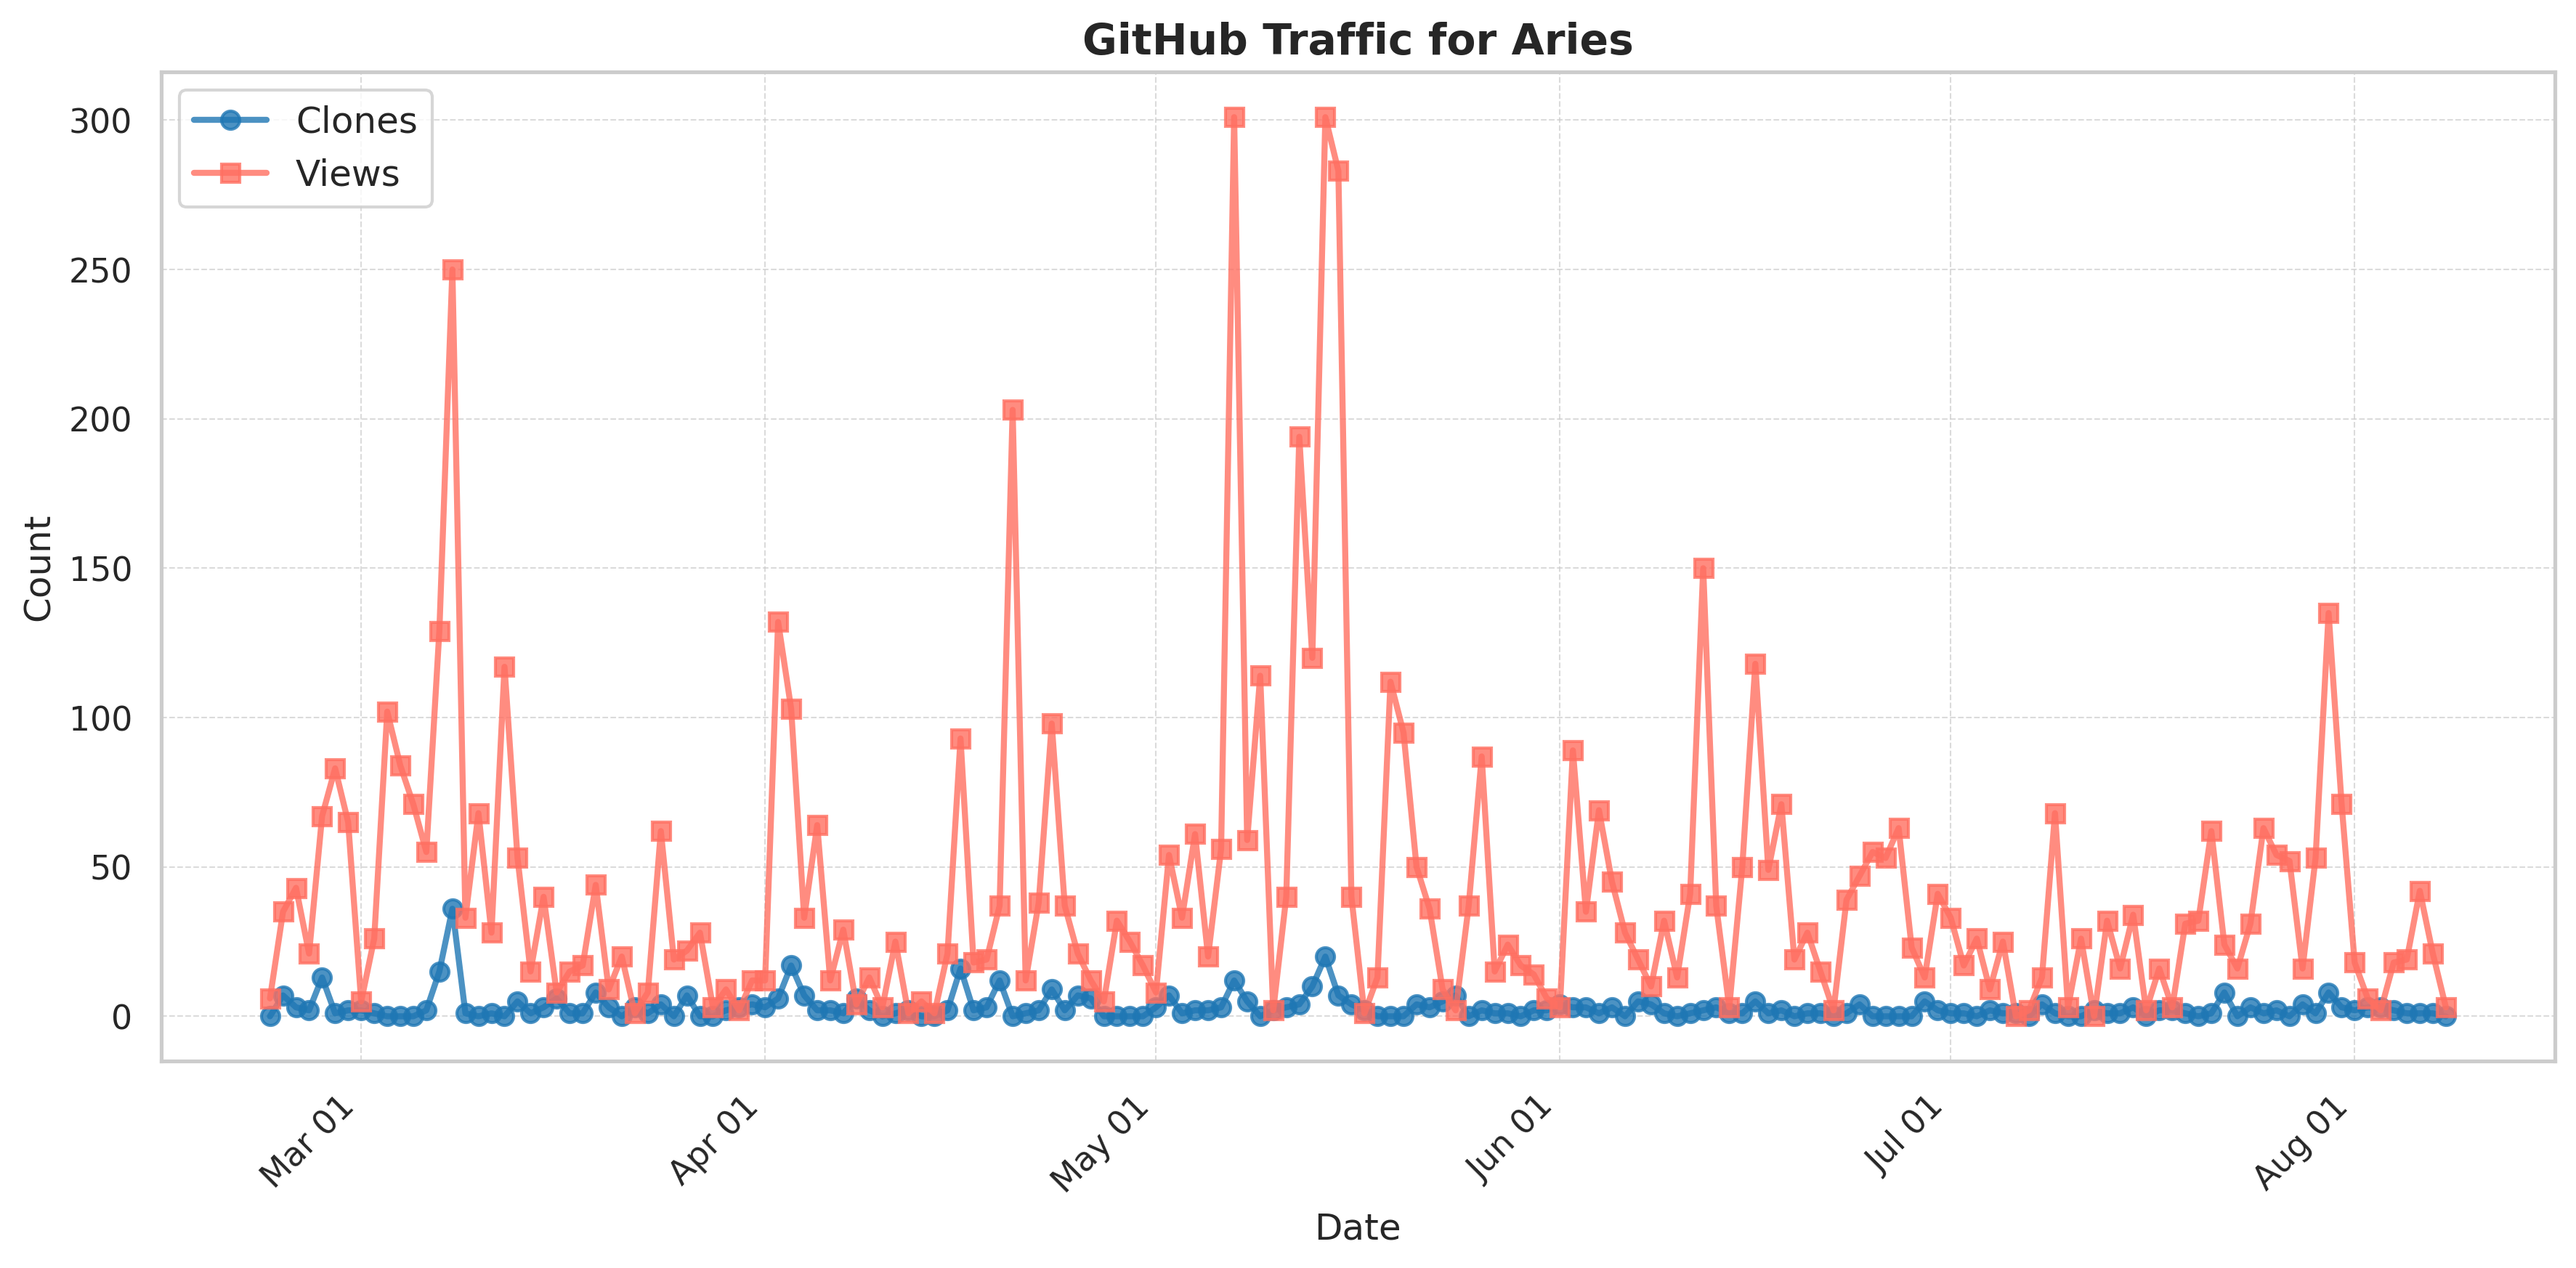 GitHub Traffic for Aries
Clones
Views
300
250
200
150
100
50
0
Count
Mar 01
Apr 01
May 01
Jun 01
Jul 01
Aug 01
Date